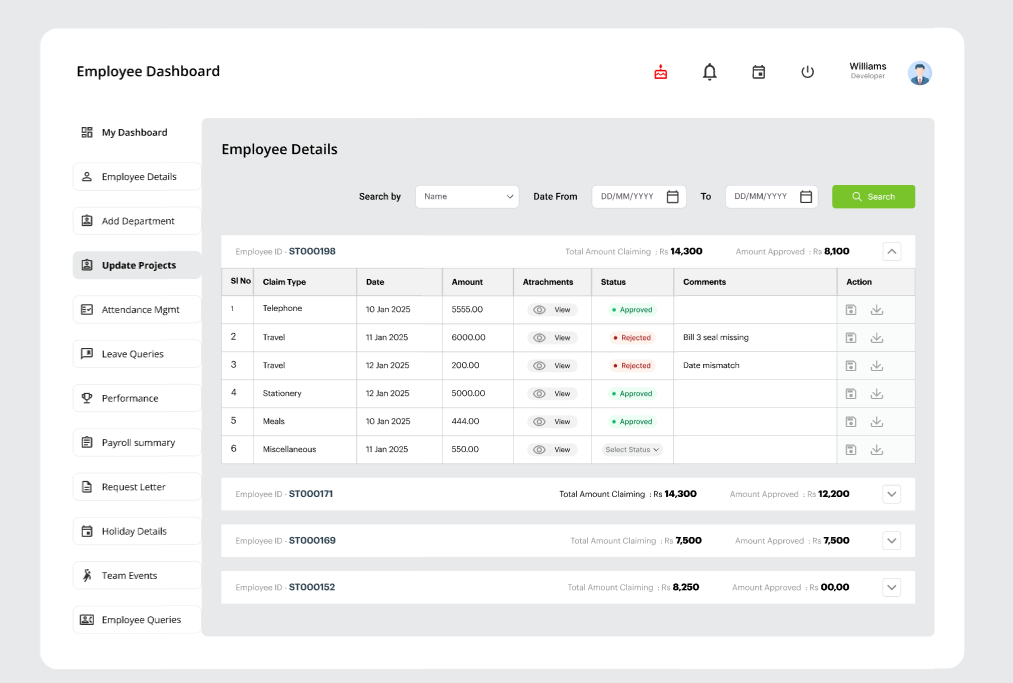 Employee Dashboard
Williams
Developer
My Dashboard
Employee Details
Add Department
Update Projects
Attendance Mgmt
Leave Queries
Performance
Payroll summary
Request Letter
Holiday Details
Team Events
Employee Queries
Employee Details
Search by Name Date From DD/MM/YYYY To DD/MM/YYYY Search
Employee ID - ST000198 Total Amount Claiming : Rs 14,300 Amount Approved : Rs 8,100
Sl No Claim Type Date Amount Atrachments Status Comments Action
1 Telephone 10 Jan 2025 5555.00 View Approved
2 Travel 11 Jan 2025 6000.00 View Rejected Bill 3 seal missing
3 Travel 12 Jan 2025 200.00 View Rejected Date mismatch
4 Stationery 12 Jan 2025 5000.00 View Approved
5 Meals 10 Jan 2025 444.00 View Approved
6 Miscellaneous 11 Jan 2025 550.00 View Select Status
Employee ID - ST000171 Total Amount Claiming : Rs 14,300 Amount Approved : Rs 12,200
Employee ID - ST000169 Total Amount Claiming : Rs 7,500 Amount Approved : Rs 7,500
Employee ID - ST000152 Total Amount Claiming : Rs 8,250 Amount Approved : Rs 00,00